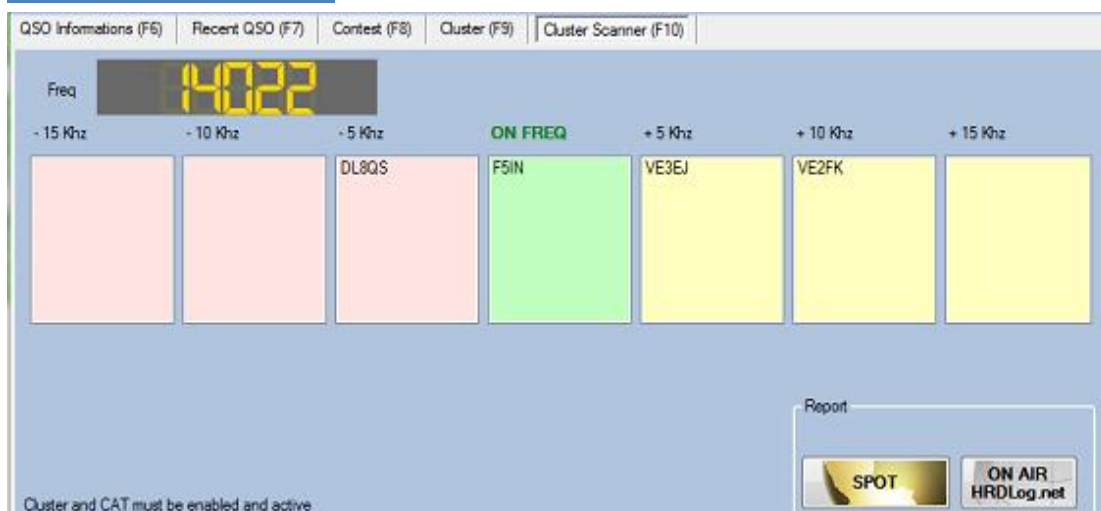 QSO Informations (F6) Recent QSO (F7) Contest (F8) Cluster (F9) Cluster Scanner (F10)
Freq 14022
- 15 Khz - 10 Khz - 5 Khz ON FREQ + 5 Khz + 10 Khz + 15 Khz
DL8QS F5IN VE3EJ VE2FK
Report
SPOT ON AIR
HRDLog.net
Cluster and CAT must be enabled and active